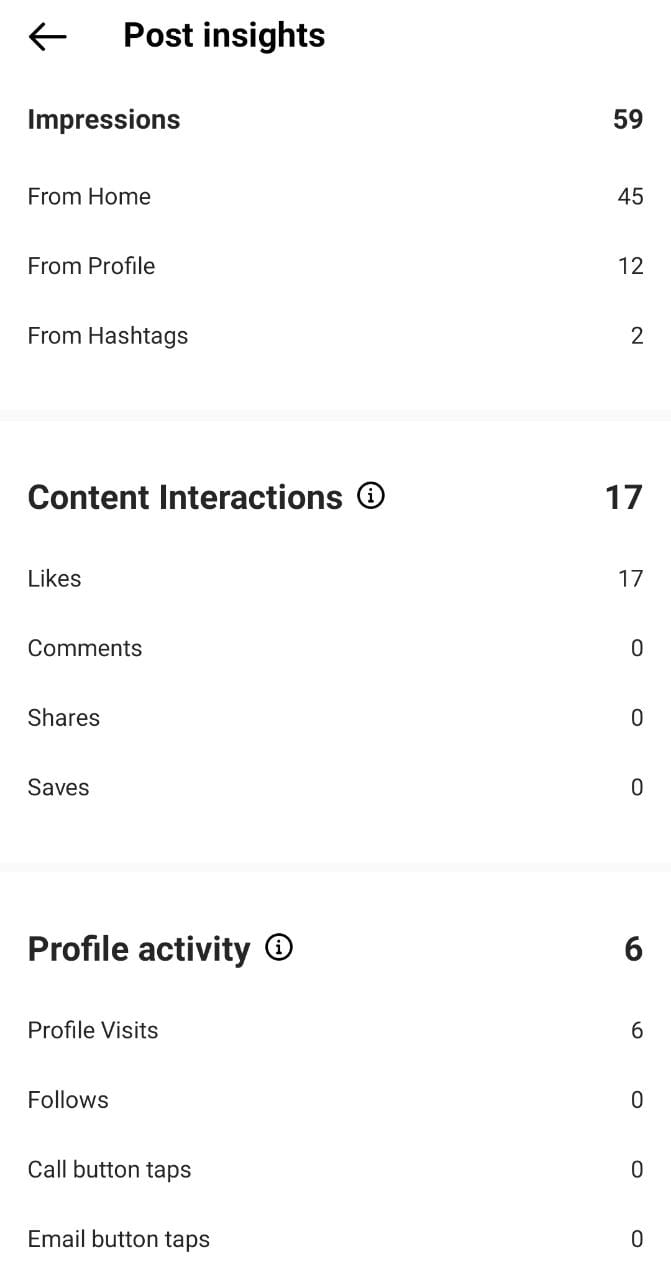 Post insights
Impressions 59
From Home 45
From Profile 12
From Hashtags 2
Content Interactions 17
Likes 17
Comments 0
Shares 0
Saves 0
Profile activity 6
Profile Visits 6
Follows 0
Call button taps 0
Email button taps 0